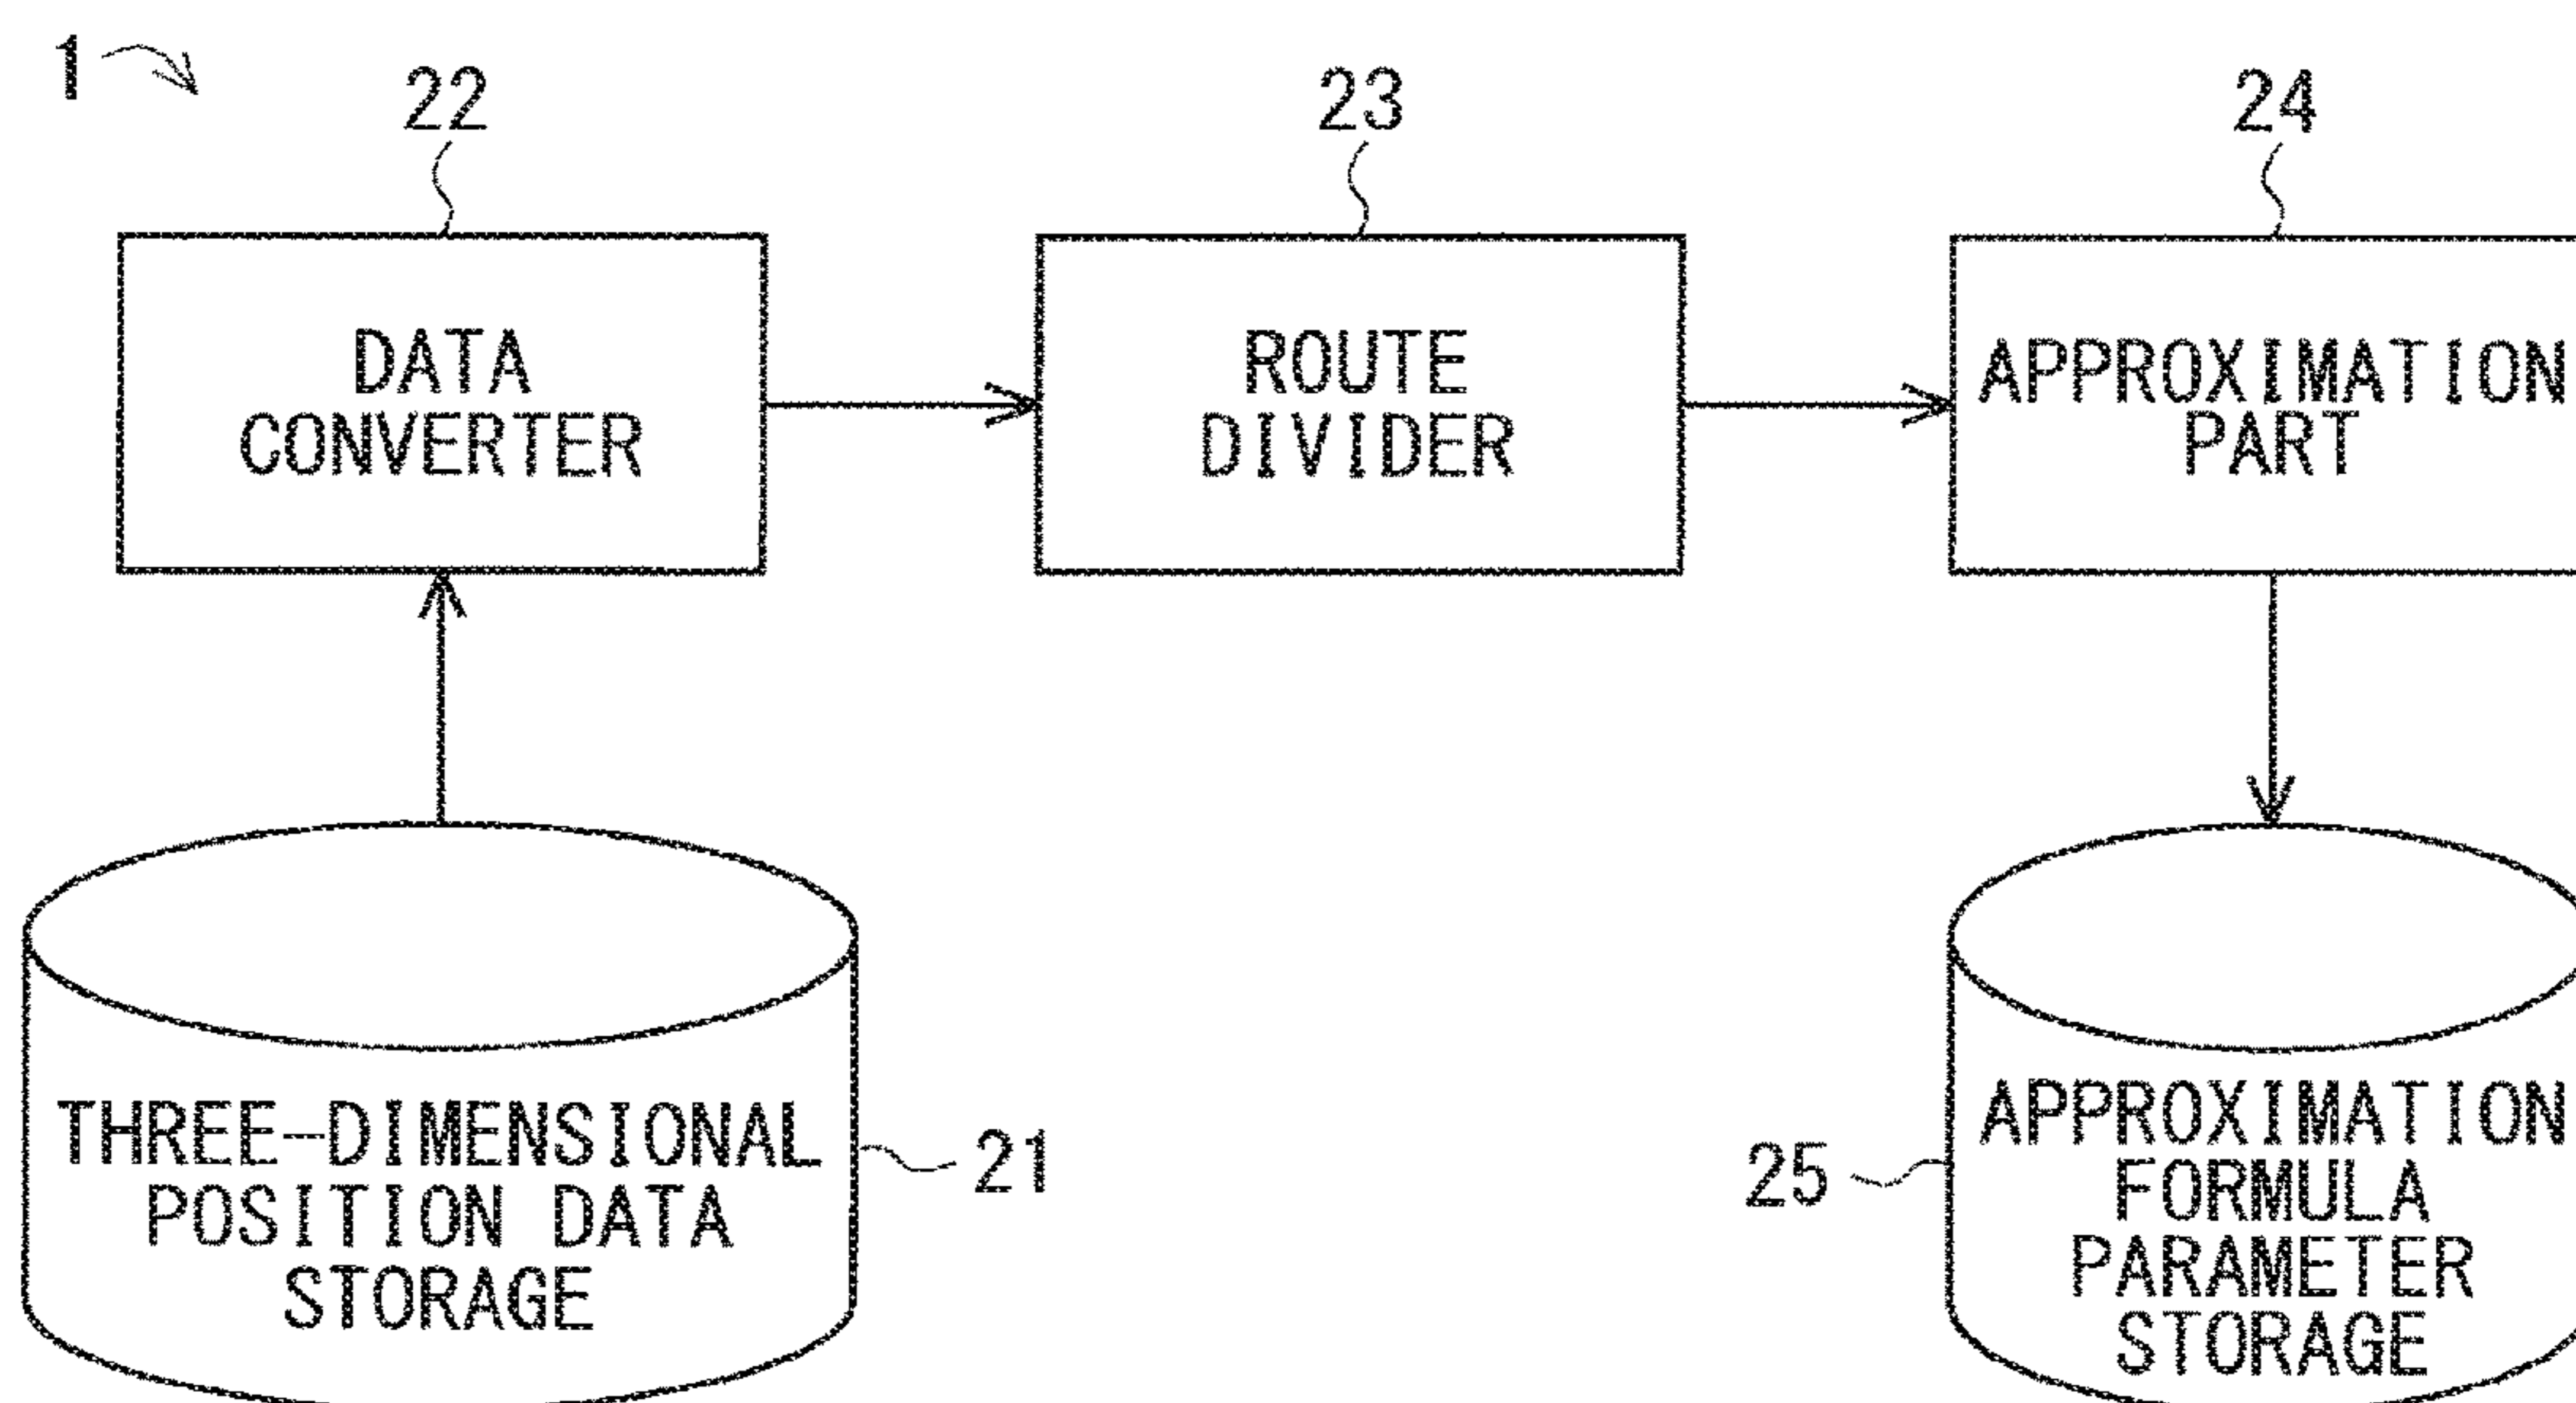 1
22
23
24
DATA
CONVERTER
ROUTE
DIVIDER
APPROXIMATION
PART
THREE-DIMENSIONAL
POSITION DATA
STORAGE
21
25
APPROXIMATION
FORMULA
PARAMETER
STORAGE